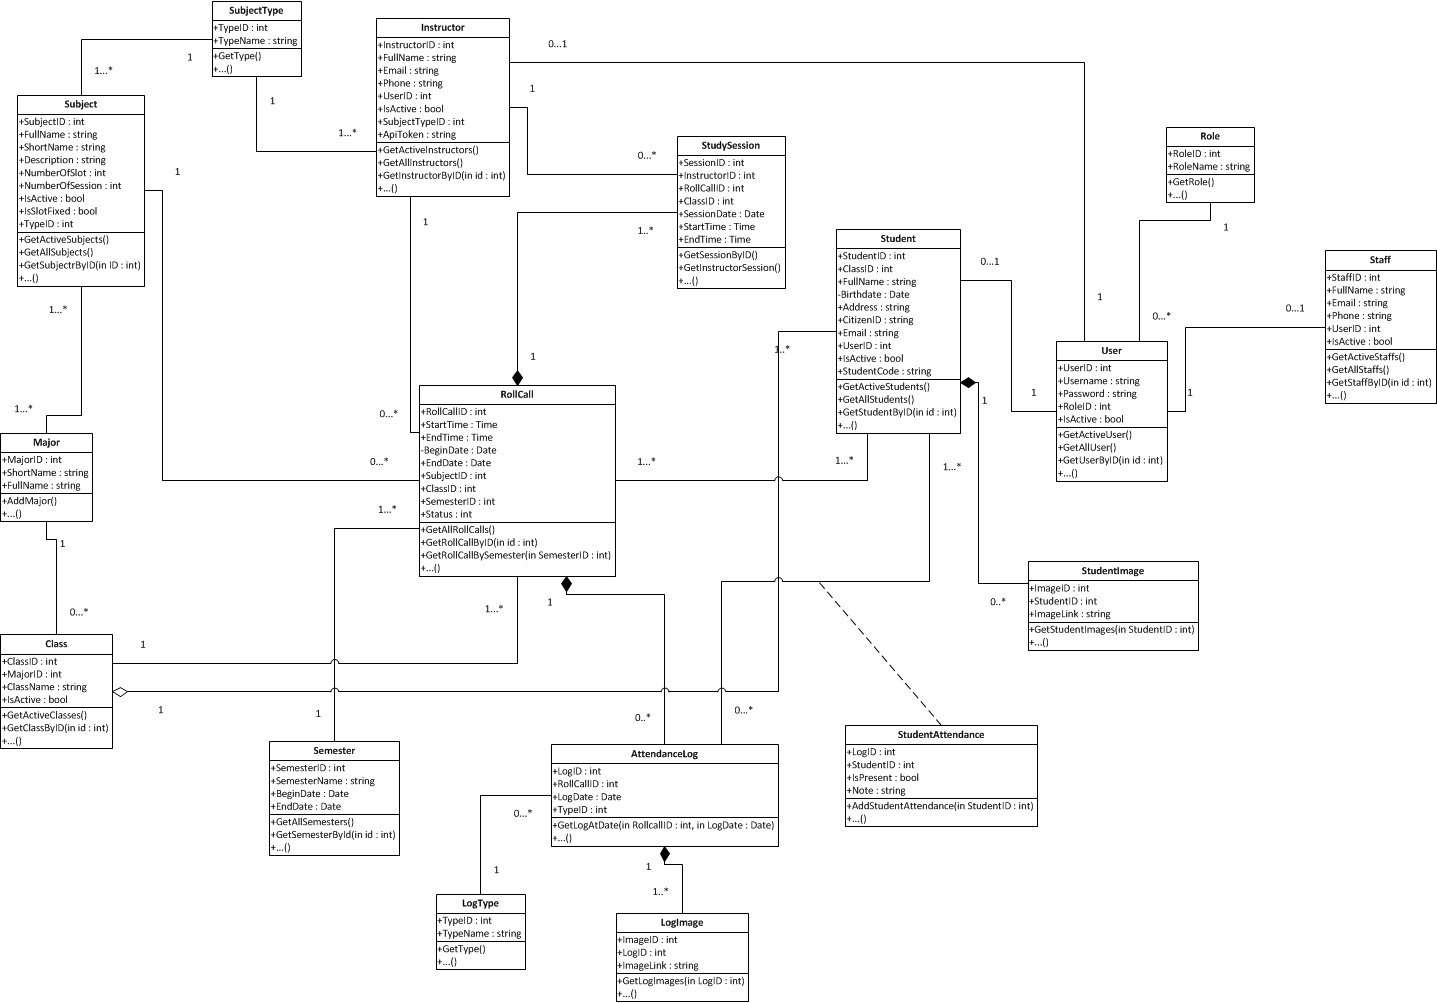 SubjectType
+TypeID : int
+TypeName : string
+GetType()
+...()
Instructor
+InstructorID : int
+FullName : string
+Email : string
+Phone : string
+UserID : int
+IsActive : bool
+SubjectTypeID : int
+ApiToken : string
+GetActiveInstructors()
+GetAllInstructors()
+GetInstructorByID(in id : int)
+...()
0...1
1
1...*
1
1
1...*
Subject
+SubjectID : int
+FullName : string
+ShortName : string
+Description : string
+NumberOfSlot : int
+NumberOfSession : int
+IsActive : bool
+IsSlotFixed : bool
+TypeID : int
+GetActiveSubjects()
+GetAllSubjects()
+GetSubjectrByID(in ID : int)
+...()
1
StudySession
+SessionID : int
+InstructorID : int
+RollCallID : int
+ClassID : int
+SessionDate : Date
+StartTime : Time
+EndTime : Time
+GetSessionByID()
+GetInstructorSession()
+...()
0...*
1
1...*
Role
+RoleID : int
+RoleName : string
+GetRole()
+...()
1
Student
+StudentID : int
+ClassID : int
+FullName : string
-Birthdate : Date
+Address : string
+CitizenID : string
+Email : string
+UserID : int
+IsActive : bool
+StudentCode : string
+GetActiveStudents()
+GetAllStudents()
+GetStudentByID(in id : int)
+...()
0...1
Staff
+StaffID : int
+FullName : string
+Email : string
+Phone : string
+UserID : int
+IsActive : bool
+GetActiveStaffs()
+GetAllStaffs()
+GetStaffByID(in id : int)
+...()
1
0...*
0...1
1...*
1
1..*
User
+UserID : int
+Username : string
+Password : string
+RoleID : int
+IsActive : bool
+GetActiveUser()
+GetAllUser()
+GetUserByID(in id : int)
+...()
1
1
1
1...*
0...*
RollCall
+RollCallID : int
+StartTime : Time
+EndTime : Time
-BeginDate : Date
+EndDate : Date
+SubjectID : int
+ClassID : int
+SemesterID : int
+Status : int
+GetAllRollCalls()
+GetRollCallByID(in id : int)
+GetRollCallBySemester(in SemesterID : int)
+...()
Major
+MajorID : int
+ShortName : string
+FullName : string
+AddMajor()
+...()
0...*
1...*
1...*
1...*
1...*
1
StudentImage
+ImageID : int
+StudentID : int
+ImageLink : string
+GetStudentImages(in StudentID : int)
+...()
0..*
1
1...*
0...*
Class
+ClassID : int
+MajorID : int
+ClassName : string
+IsActive : bool
+GetActiveClasses()
+GetClassByID(in id : int)
+...()
1
1
1
0..*
0...*
Semester
+SemesterID : int
+SemesterName : string
+BeginDate : Date
+EndDate : Date
+GetAllSemesters()
+GetSemesterById(in id : int)
+...()
AttendanceLog
+LogID : int
+RollCallID : int
+LogDate : Date
+TypeID : int
+GetLogAtDate(in RollcallID : int, in LogDate : Date)
+...()
StudentAttendance
+LogID : int
+StudentID : int
+IsPresent : bool
+Note : string
+AddStudentAttendance(in StudentID : int)
+...()
0...*
1
1
1..*
LogType
+TypeID : int
+TypeName : string
+GetType()
+...()
LogImage
+ImageID : int
+LogID : int
+ImageLink : string
+GetLogImages(in LogID : int)
+...()